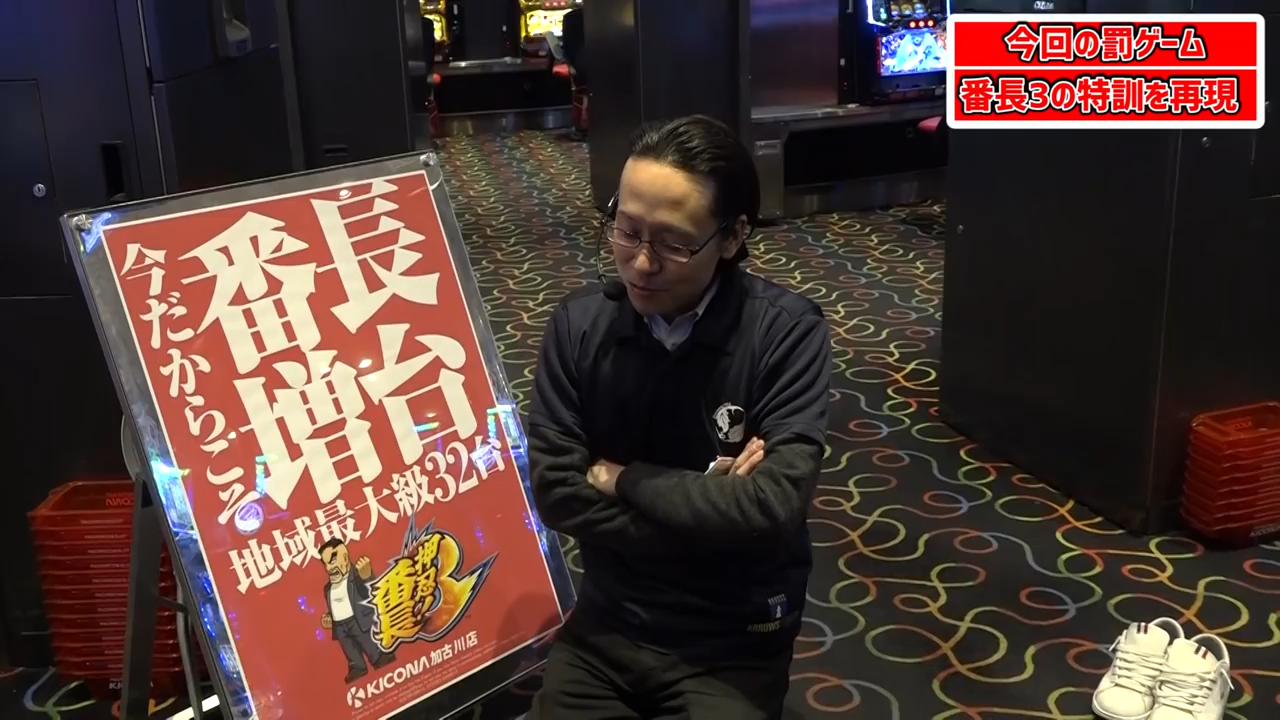 今回の罰ゲーム
番長3の特訓を再現
今だからこそ
番長
増台
地域最大級32台
押忍!
番長
3
KICONA 加古川店